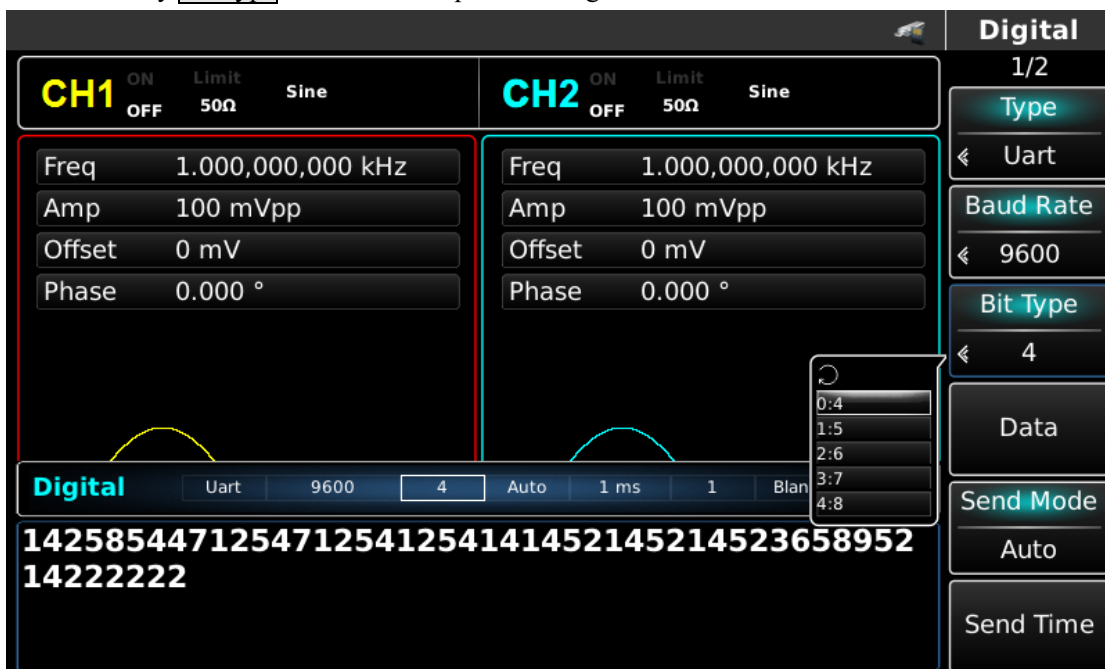 Digital
1/2
CH1 ON OFF Limit 50Ω Sine
CH2 ON OFF Limit 50Ω Sine
Type
Uart
Freq 1.000,000,000 kHz
Amp 100 mVpp
Offset 0 mV
Phase 0.000 °
Freq 1.000,000,000 kHz
Amp 100 mVpp
Offset 0 mV
Phase 0.000 °
Baud Rate
9600
Bit Type
4
0:4
1:5
2:6
3:7
4:8
Data
Digital Uart 9600 4 Auto 1 ms 1
Send Mode
Auto
142585447125471254125414145214521452365895​2
14222222
Send Time